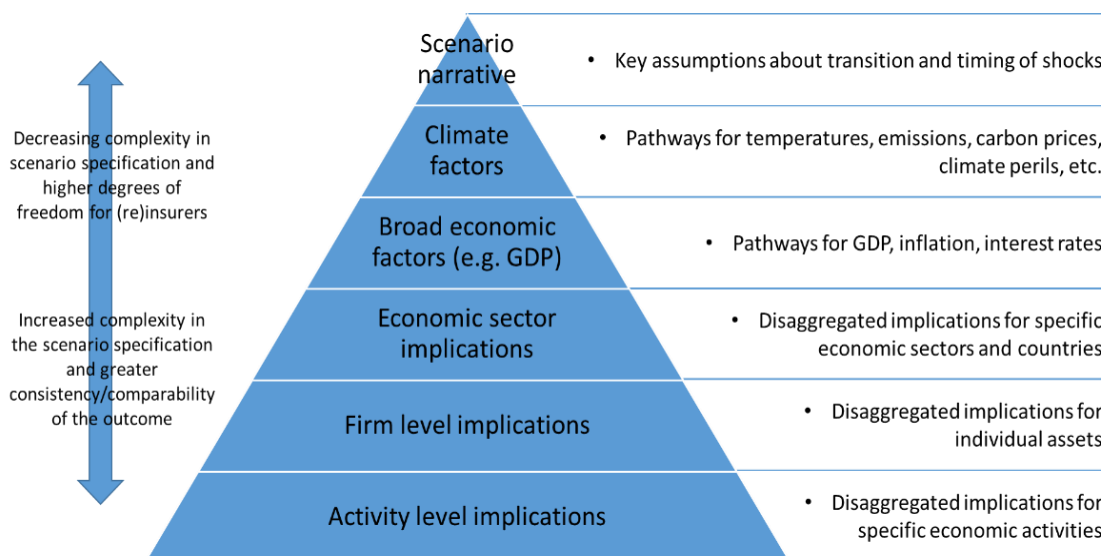 Scenario
narrative
• Key assumptions about transition and timing of shocks
Decreasing complexity in
scenario specification and
higher degrees of
freedom for (re)insurers
Climate
factors
• Pathways for temperatures, emissions, carbon prices,
climate perils, etc.
Broad economic
factors (e.g. GDP)
• Pathways for GDP, inflation, interest rates
Increased complexity in
the scenario specification
and greater
consistency/comparability
of the outcome
Economic sector
implications
• Disaggregated implications for specific
economic sectors and countries
Firm level implications
• Disaggregated implications for
individual assets
Activity level implications
• Disaggregated implications for
specific economic activities